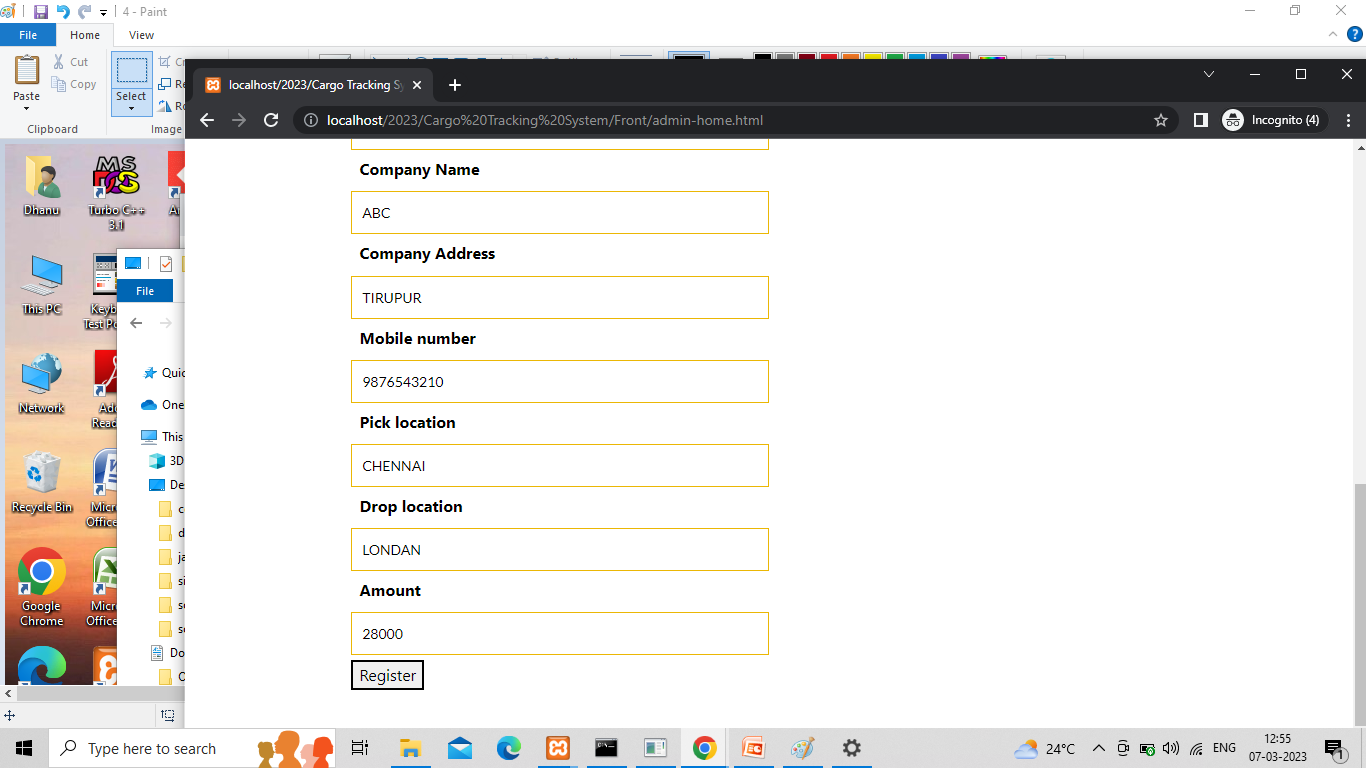 4 - Paint
File
Home
View
Paste
Cut
Copy
Select
Clipboard
Image
localhost/2023/Cargo Tracking Sy
localhost/2023/Cargo%20Tracking%20System/Front/admin-home.html
Incognito (4)
Company Name
ABC
Company Address
TIRUPUR
Mobile number
9876543210
Pick location
CHENNAI
Drop location
LONDAN
Amount
28000
Register
Dhanu
Turbo C++
3.1
This PC
Network
Recycle Bin
Google
Chrome
File
This
3D
Type here to search
24°C
ENG
12:55
07-03-2023
1